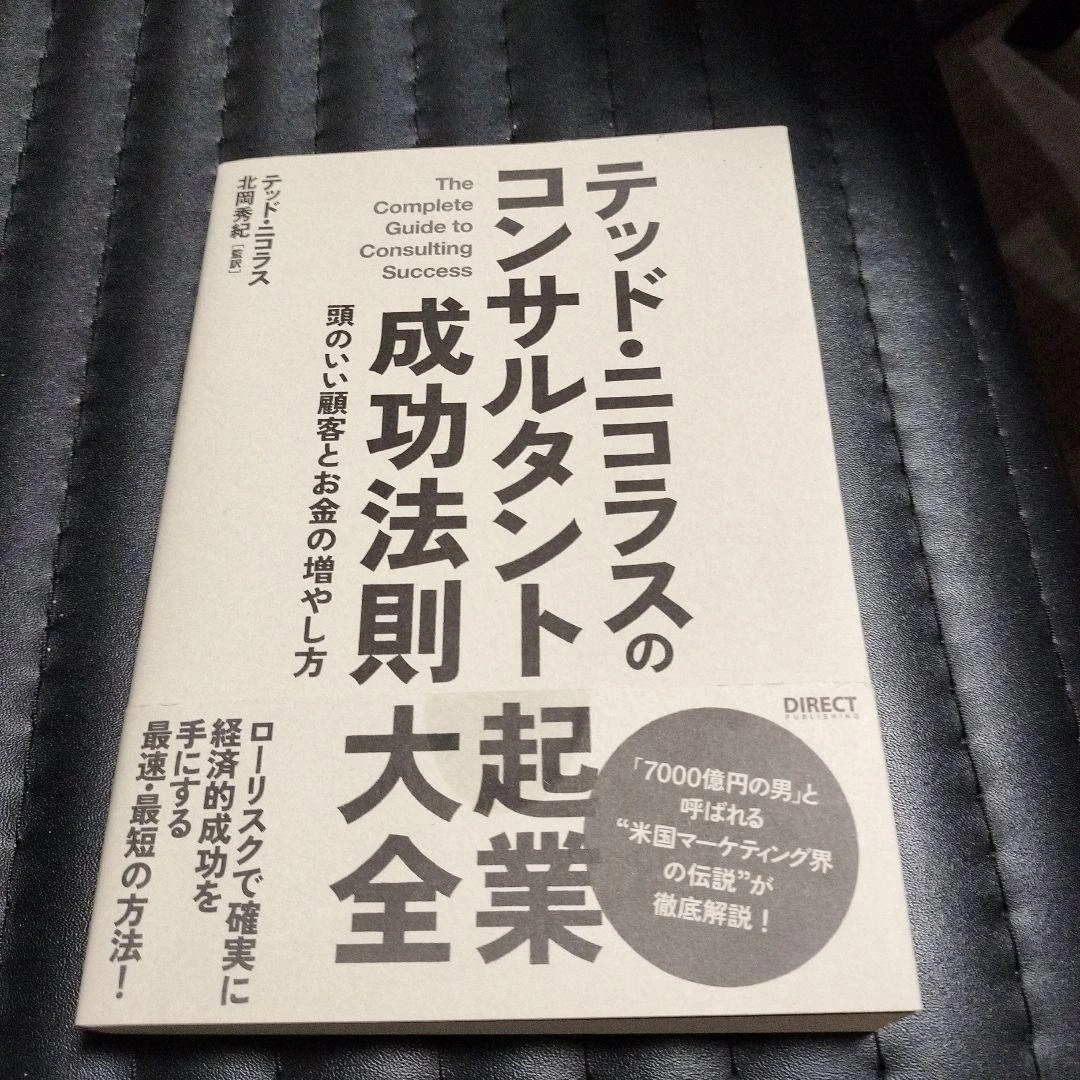 テッド・ニコラスの
コンサルタント起業
成功法則大全
The
Complete
Guide to
Consulting
Success
頭のいい顧客とお金の増やし方
テッド・ニコラス
北岡秀紀[監訳]
DIRECT
PUBLISHING
「7000億円の男」と
呼ばれる
“米国マーケティング界
の伝説”が
徹底解説！
ローリスクで確実に
経済的成功を
手にする
最速・最短の方法！